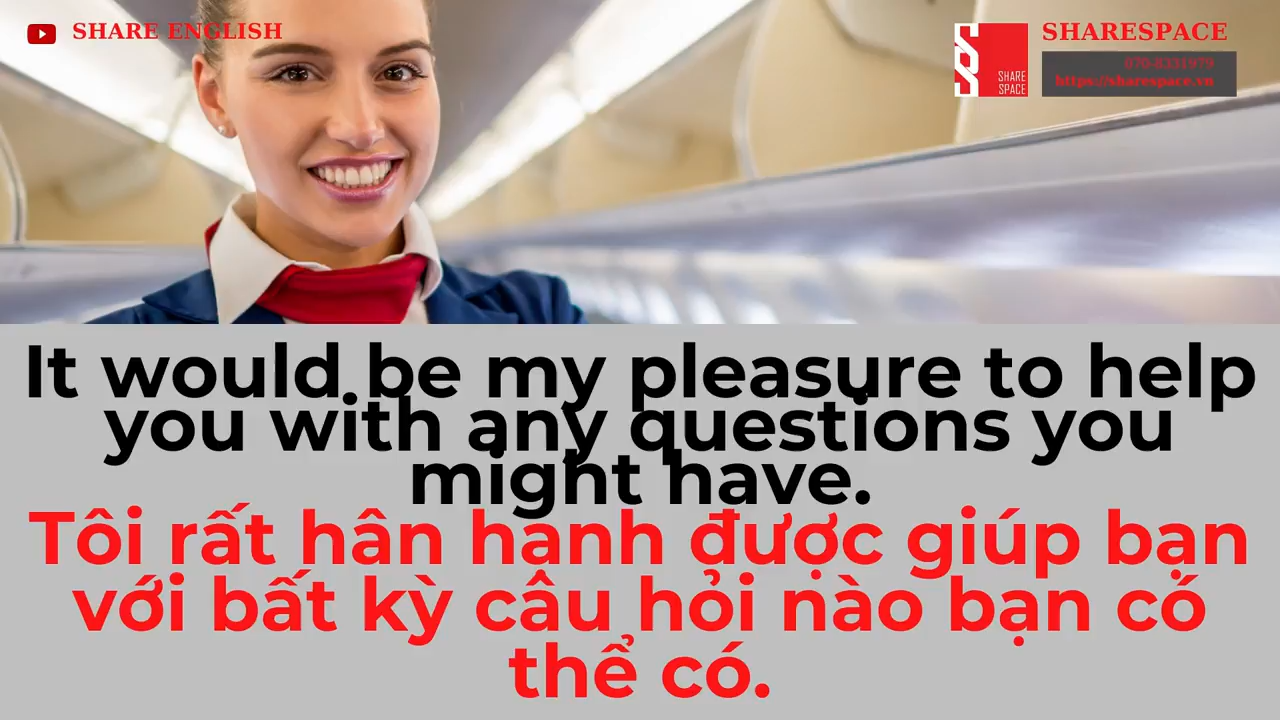 SHARE ENGLISH
SHARE
SPACE
SHARESPACE
070-8331979
https://sharespace.vn
It would be my pleasure to help
you with any questions you
might have.
Tôi rất hân hạnh được giúp bạn
với bất kỳ câu hỏi nào bạn có
thể có.